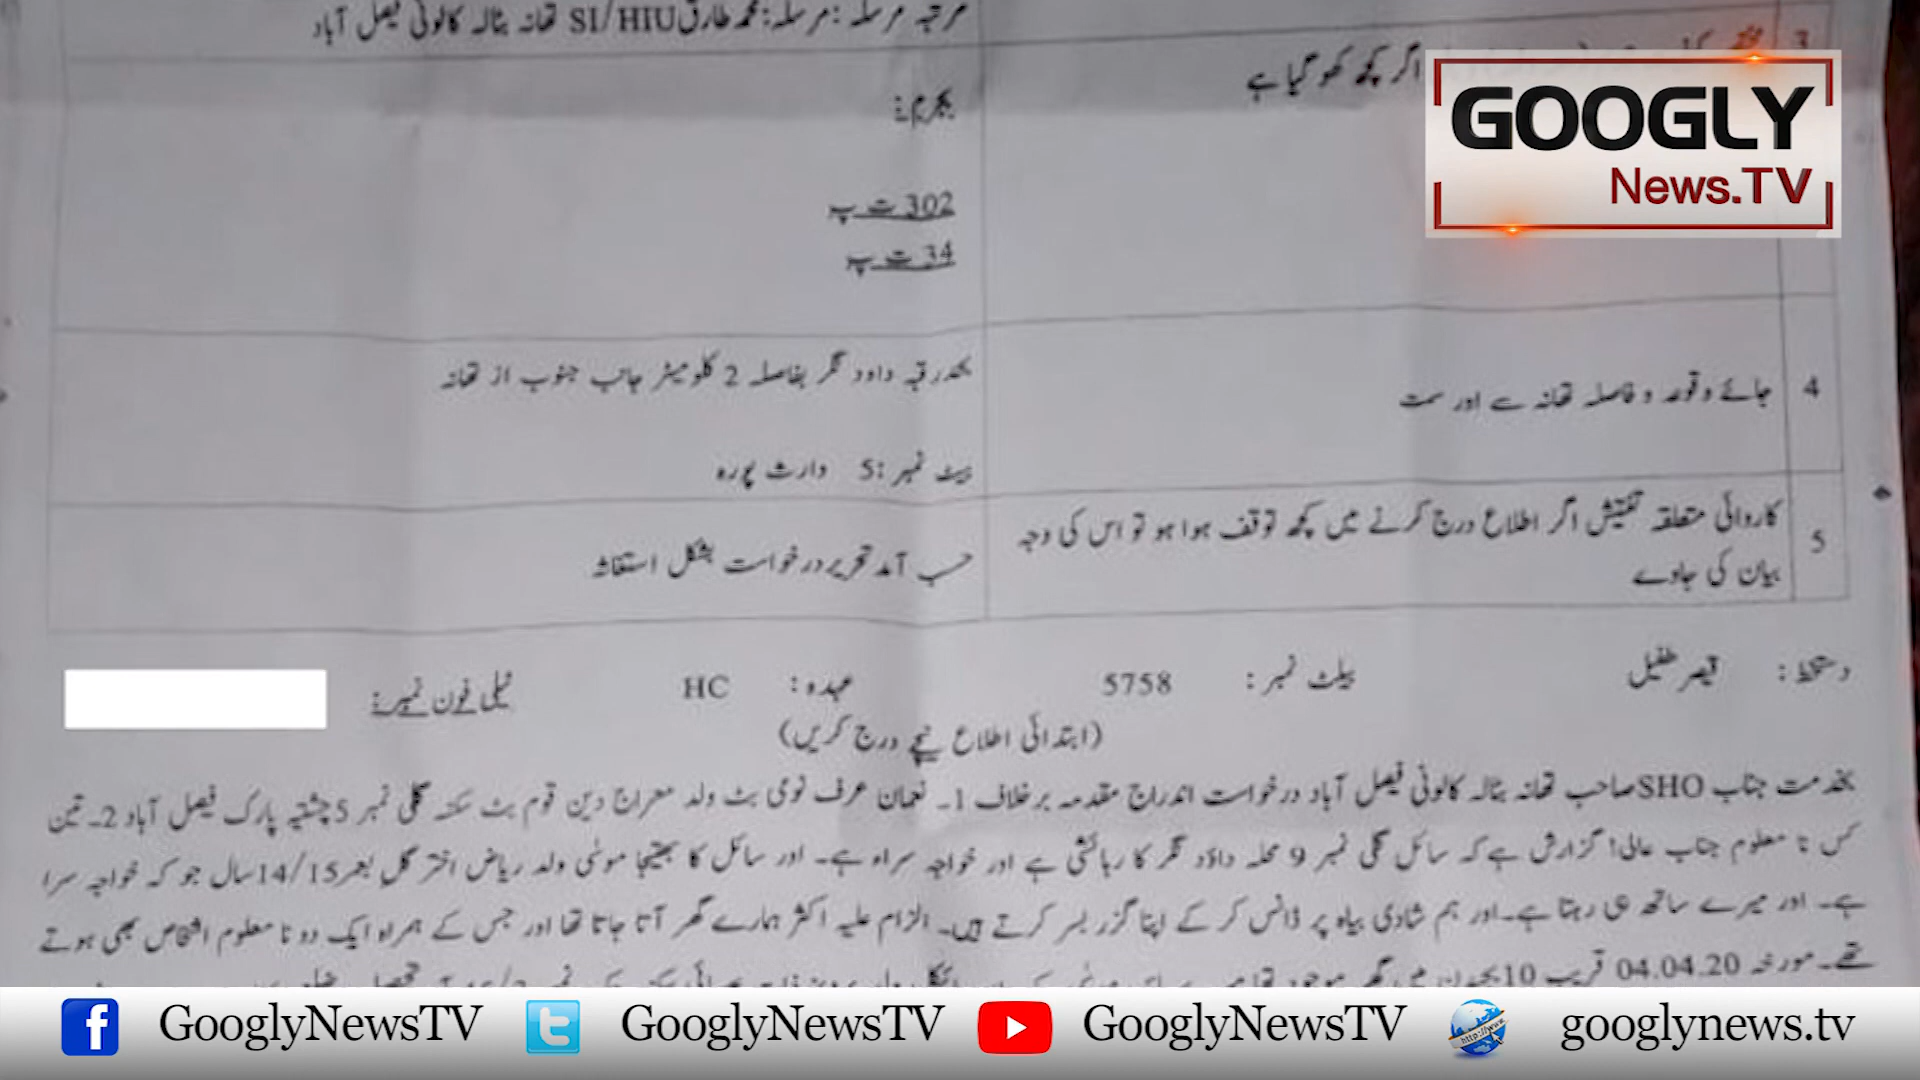 مرتبہ مرسلہ : مرسلہ: محمد طارق SI/HIU تھانہ بٹالہ کالونی فیصل آباد
3
اگر کچھ کھو گیا ہے
بجرم:
302 ت پ
34 ت پ
GOOGLY
News.TV
4 جائے وقوعہ و فاصلہ تھانہ سے اور سمت
بحدرقبہ داود نگر بفاصلہ 2 کلومیٹر جانب جنوب از تھانہ
بیٹ نمبر :5 وارث پورہ
5 کاروائی متعلقہ تفتیش اگر اطلاع درج کرنے میں کچھ توقف ہوا ہو تو اس کی وجہ
بیان کی جاوے
حسب آمد تحریر درخواست بشکل استغاثہ
دستخط : قیصر طفیل بیلٹ نمبر : 5758 عہدہ : HC ٹیلی فون نمبر:
(ابتدائی اطلاع نیچے درج کریں)
بخدمت جناب SHO صاحب تھانہ بٹالہ کالونی فیصل آباد درخواست اندراج مقدمہ برخلاف 1۔ نعمان عرف نومی بٹ ولد معراج دین قوم بٹ سکنہ گلی نمبر 5 چشتیہ پارک فیصل آباد 2۔ تین
کس نا معلوم جناب عالی! گزارش ہے کہ سائل گلی نمبر 9 محلہ داؤد نگر کا رہائشی ہے اور خواجہ سراہ ہے۔ اور سائل کا بھتیجا موسٰی ولد ریاض اختر گل بعمر 14/15 سال جو کہ خواجہ سرا
ہے۔ اور میرے ساتھ ہی رہتا ہے۔ اور ہم شادی بیاہ پر ڈانس کر کے اپنا گزر بسر کرتے ہیں۔ الزام علیہ اکثر ہمارے گھر آتا جاتا تھا اور جس کے ہمراہ ایک دو نا معلوم اشخاص بھی ہوتے
تھے۔ مورخہ 04.04.20 قریب 10 بجے دن میں گھر موجود تھا
GooglyNewsTV GooglyNewsTV GooglyNewsTV googlynews.tv